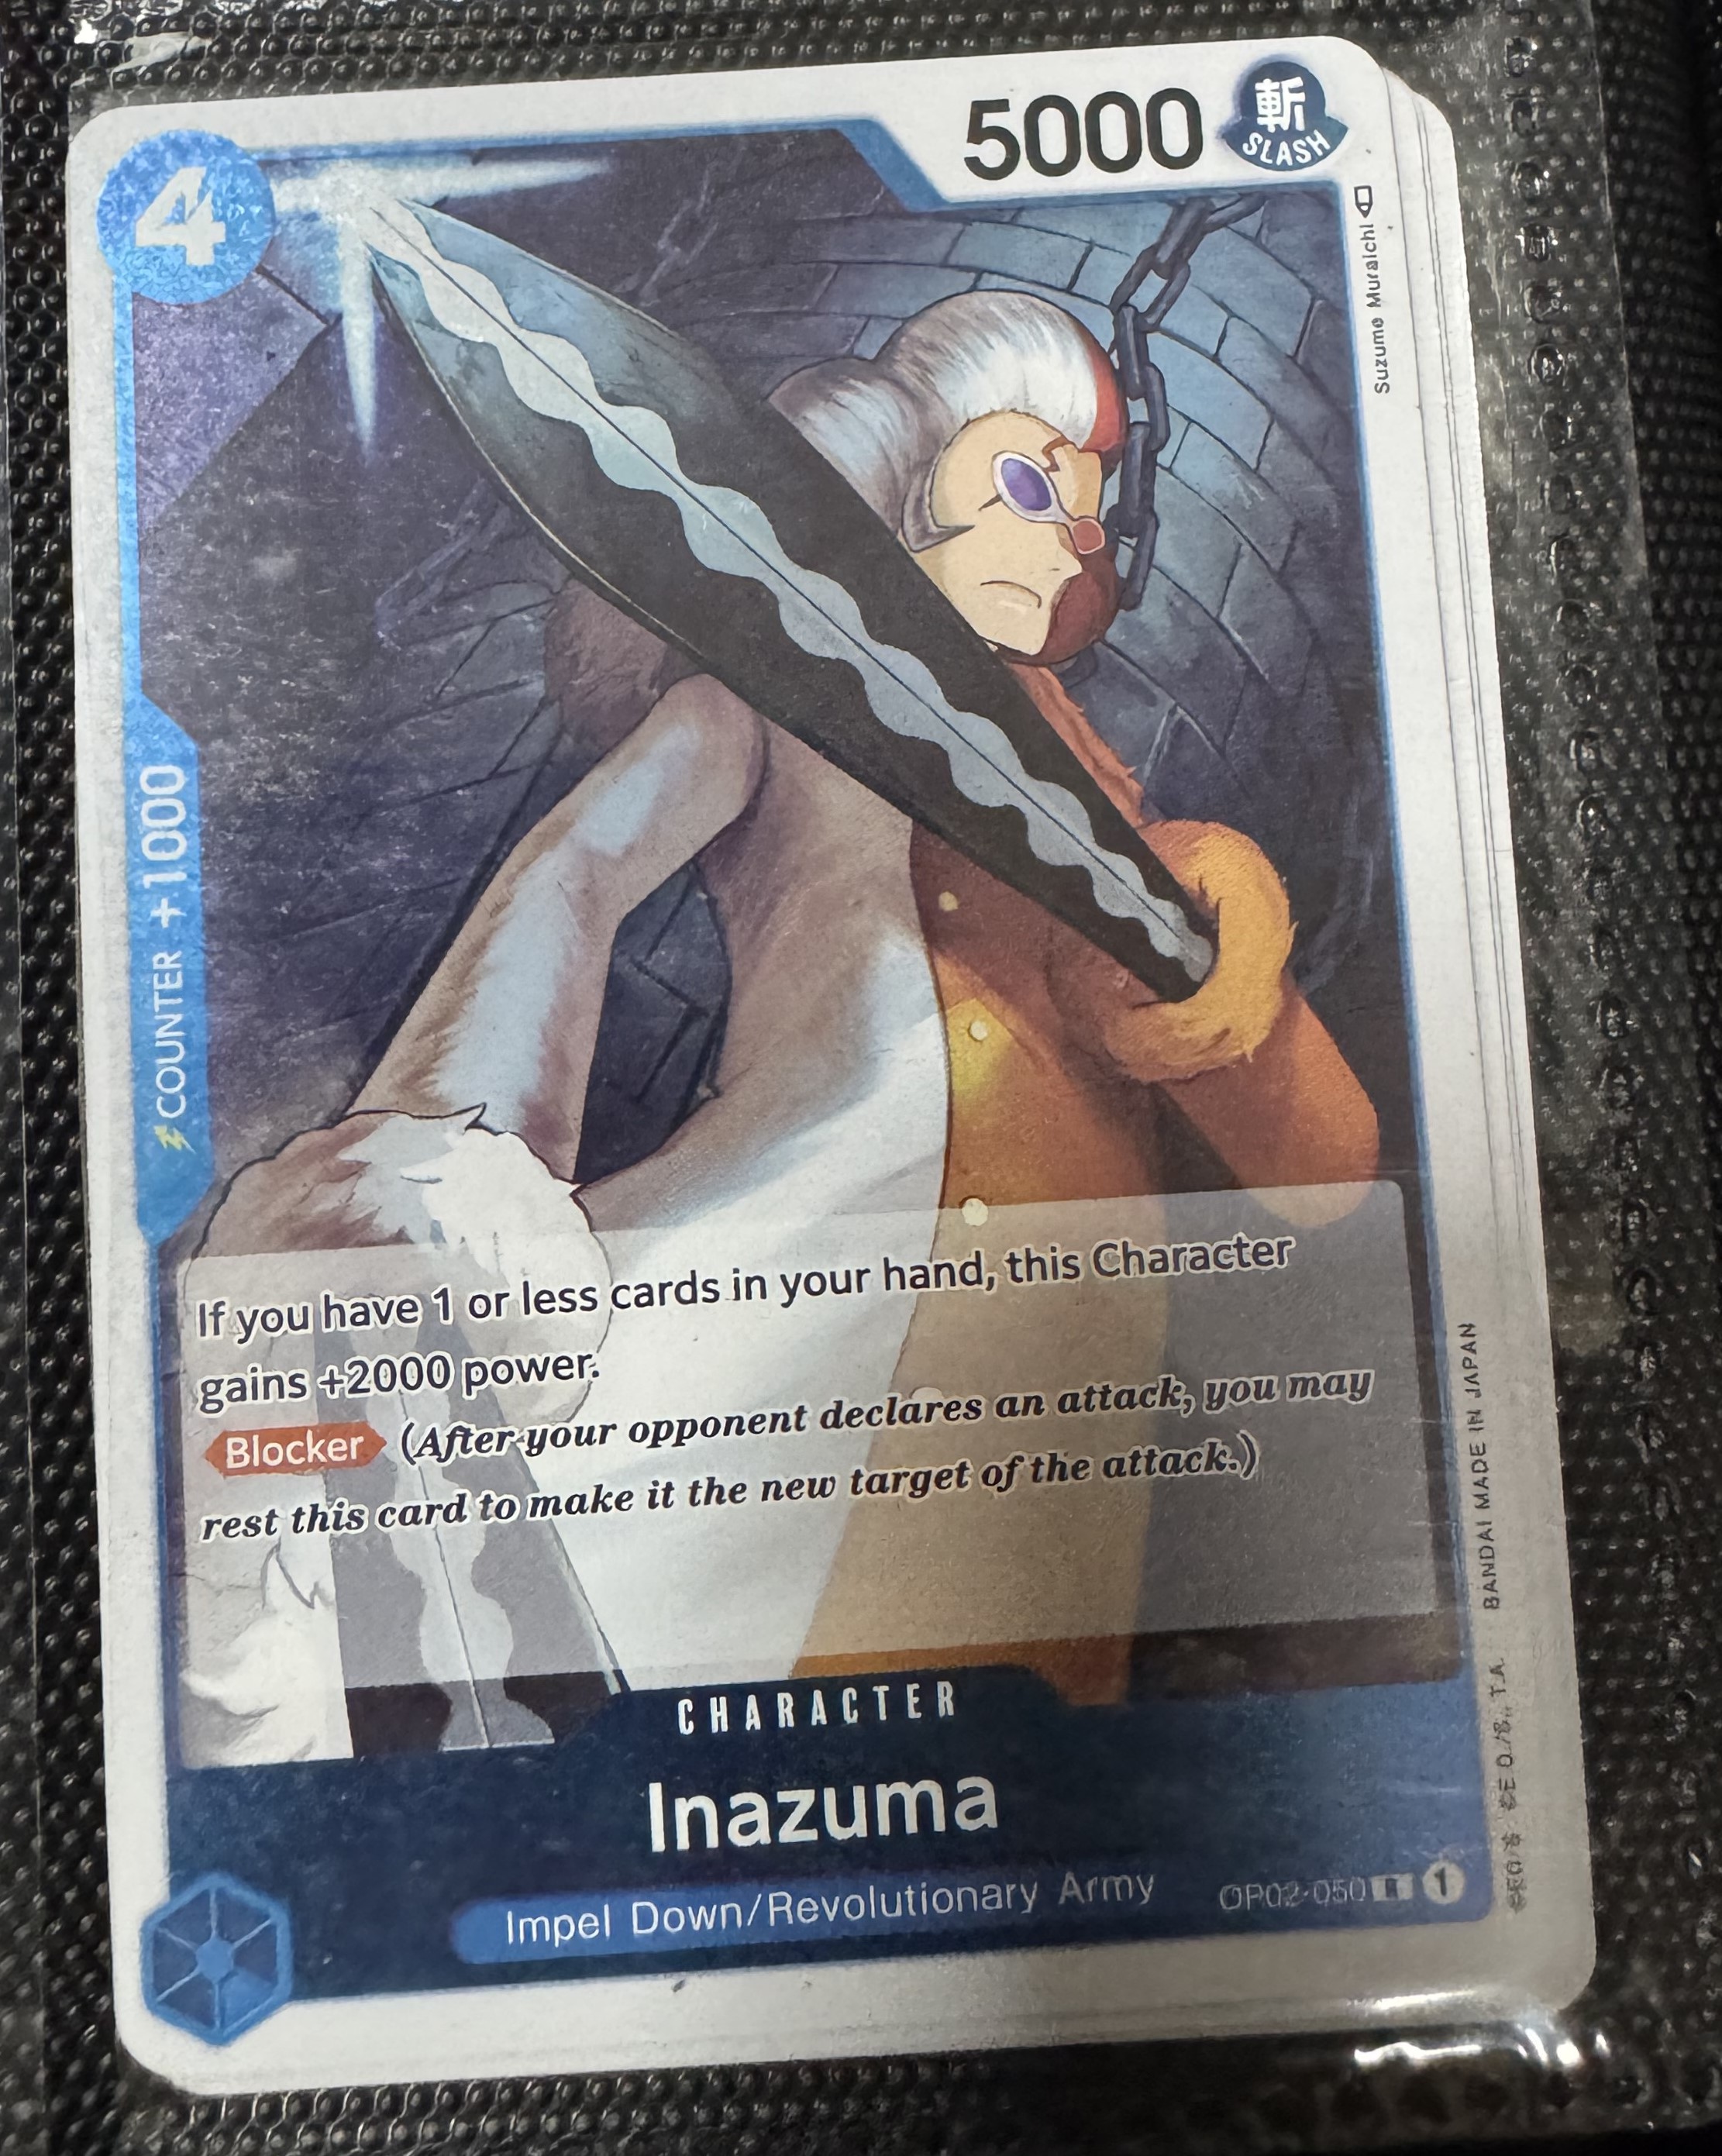 4
5000
斬
SLASH
Suzume Muraichi
COUNTER +1000
If you have 1 or less cards in your hand, this Character
gains +2000 power.
Blocker (After your opponent declares an attack, you may
rest this card to make it the new target of the attack.)
CHARACTER
Inazuma
Impel Down/Revolutionary Army
OP02-050 R 1
BANDAI MADE IN JAPAN